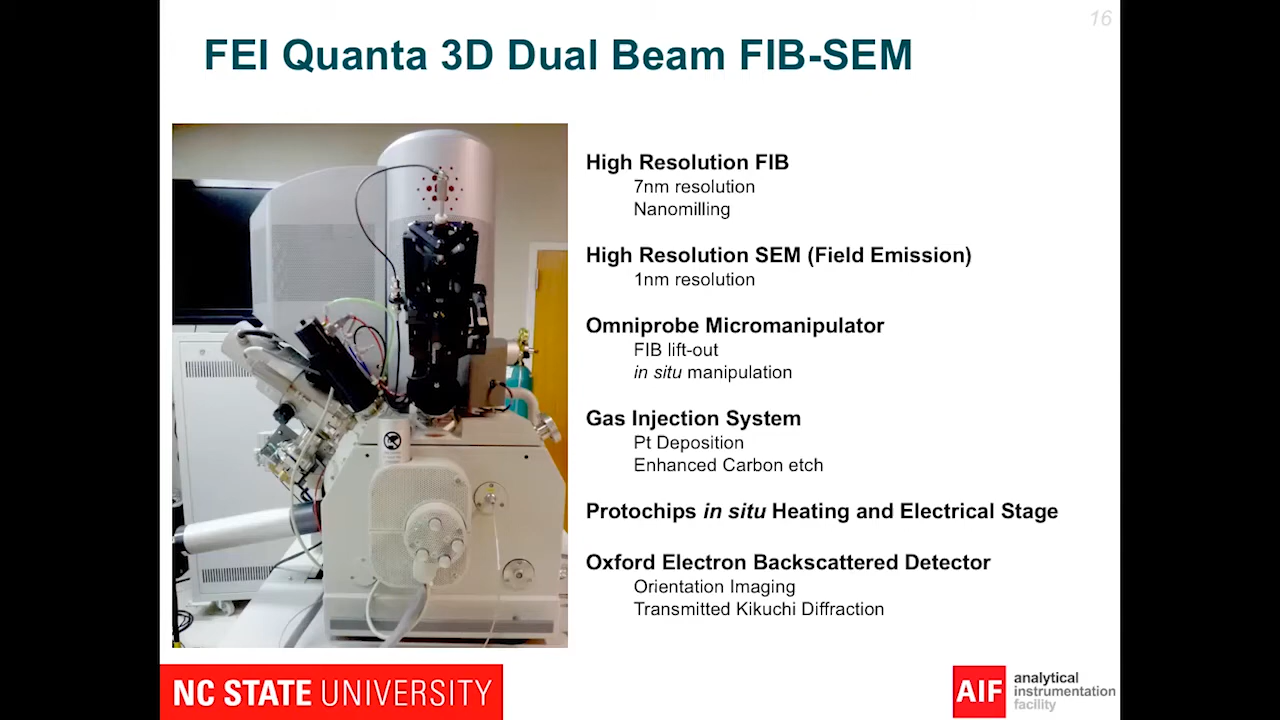 16
FEI Quanta 3D Dual Beam FIB-SEM
High Resolution FIB
7nm resolution
Nanomilling
High Resolution SEM (Field Emission)
1nm resolution
Omniprobe Micromanipulator
FIB lift-out
in situ manipulation
Gas Injection System
Pt Deposition
Enhanced Carbon etch
Protochips in situ Heating and Electrical Stage
Oxford Electron Backscattered Detector
Orientation Imaging
Transmitted Kikuchi Diffraction
NC STATE UNIVERSITY
AIF
analytical
instrumentation
facility